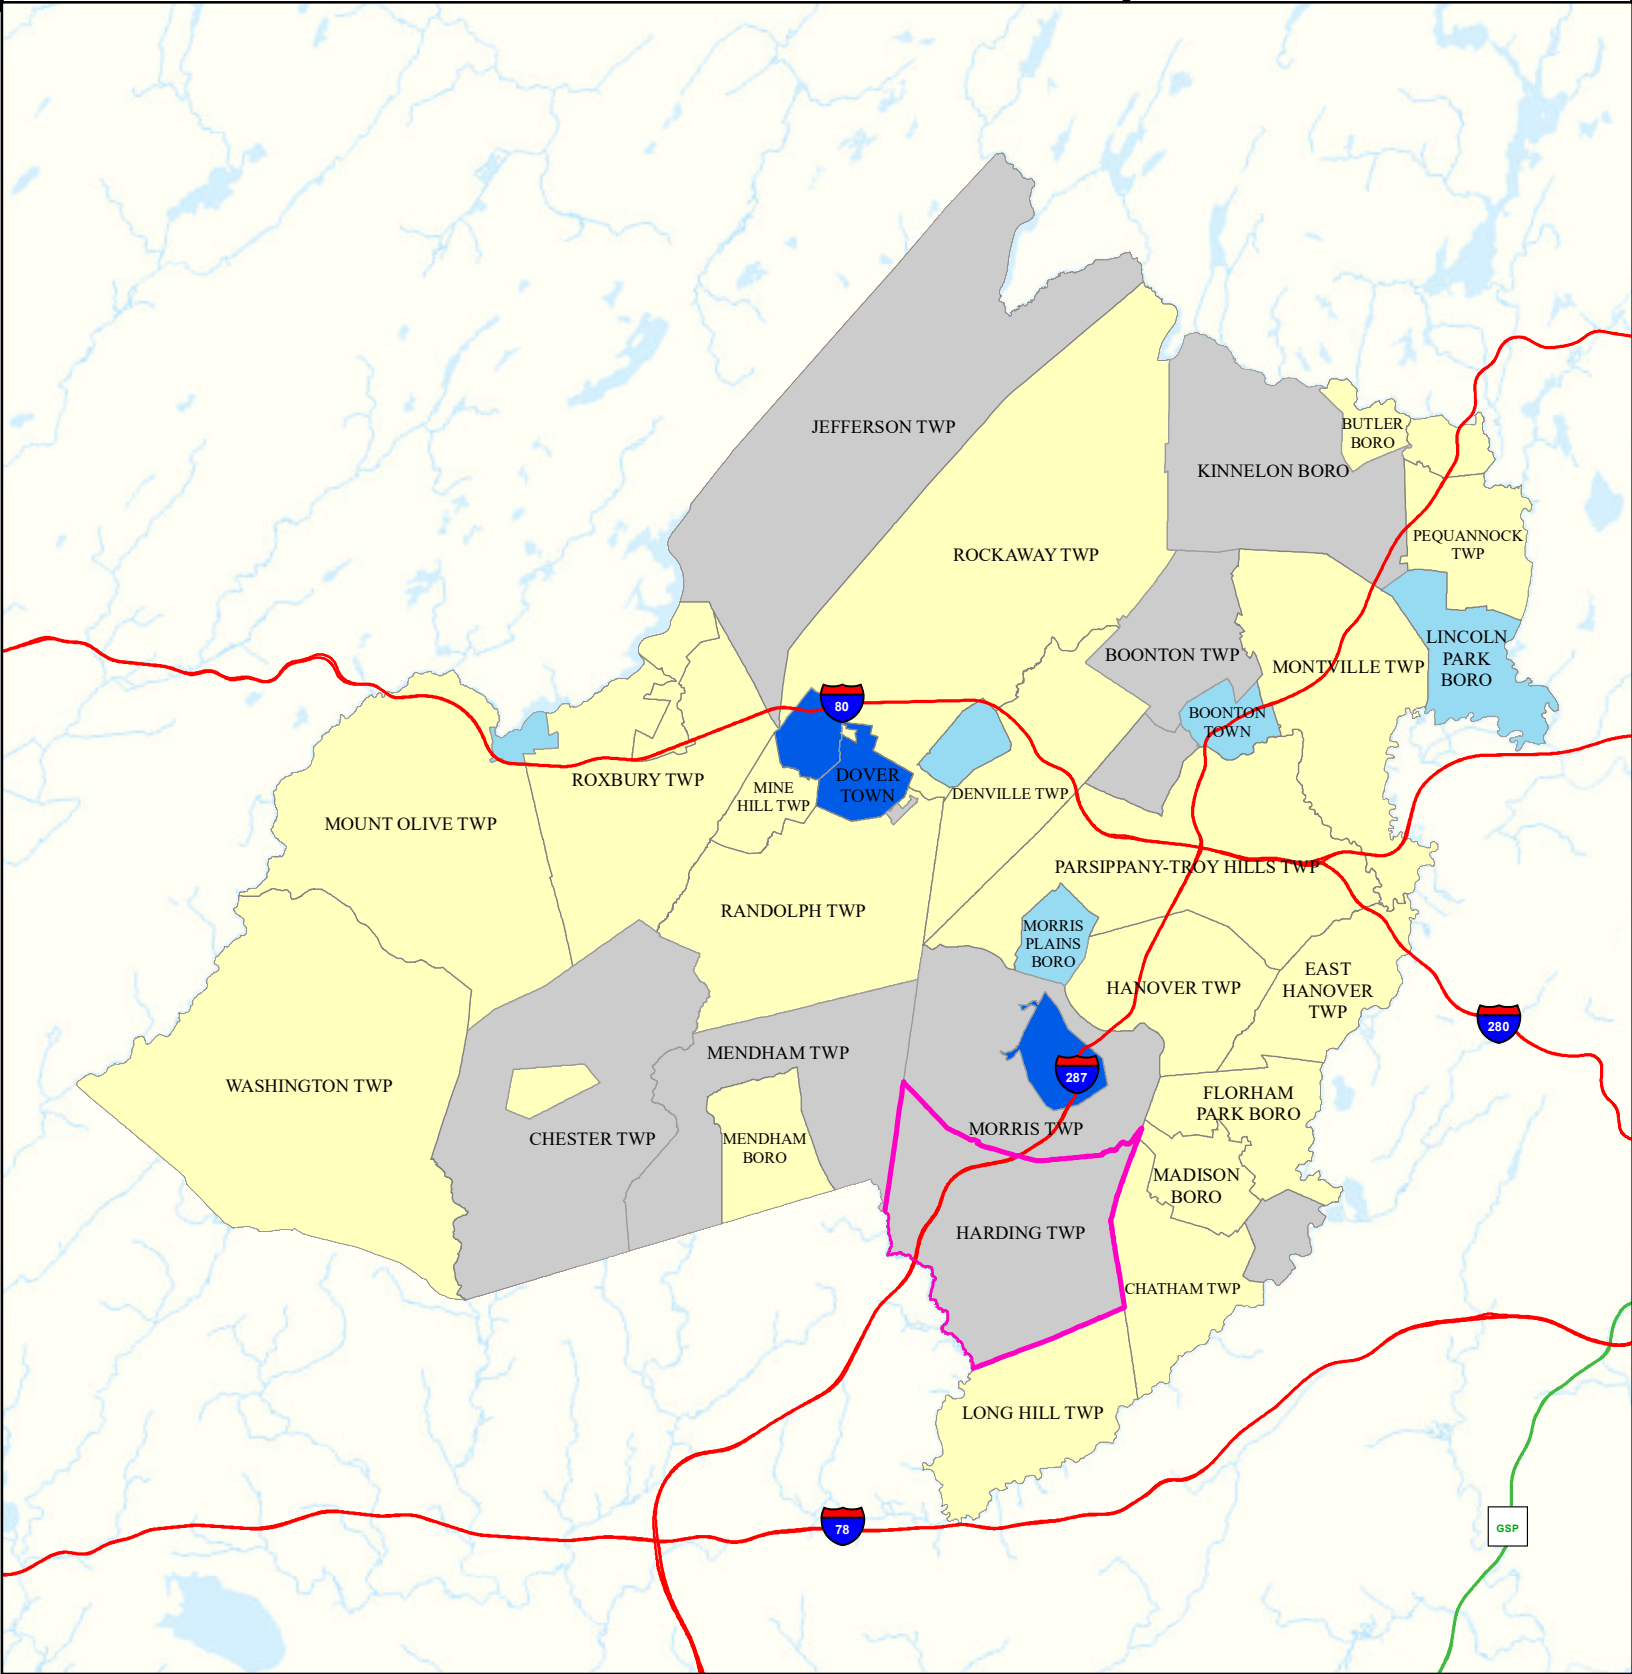 JEFFERSON TWP
BUTLER
BORO
KINNELON BORO
PEQUANNOCK
TWP
ROCKAWAY TWP
LINCOLN
PARK
BORO
BOONTON TWP
MONTVILLE TWP
80
BOONTON
TOWN
ROXBURY TWP
DOVER
TOWN
MINE
HILL TWP
DENVILLE TWP
MOUNT OLIVE TWP
PARSIPPANY-TROY HILLS TWP
RANDOLPH TWP
MORRIS
PLAINS
BORO
EAST
HANOVER
TWP
HANOVER TWP
280
MENDHAM TWP
287
WASHINGTON TWP
FLORHAM
PARK BORO
MORRIS TWP
CHESTER TWP
MENDHAM
BORO
MADISON
BORO
HARDING TWP
CHATHAM TWP
LONG HILL TWP
78
GSP